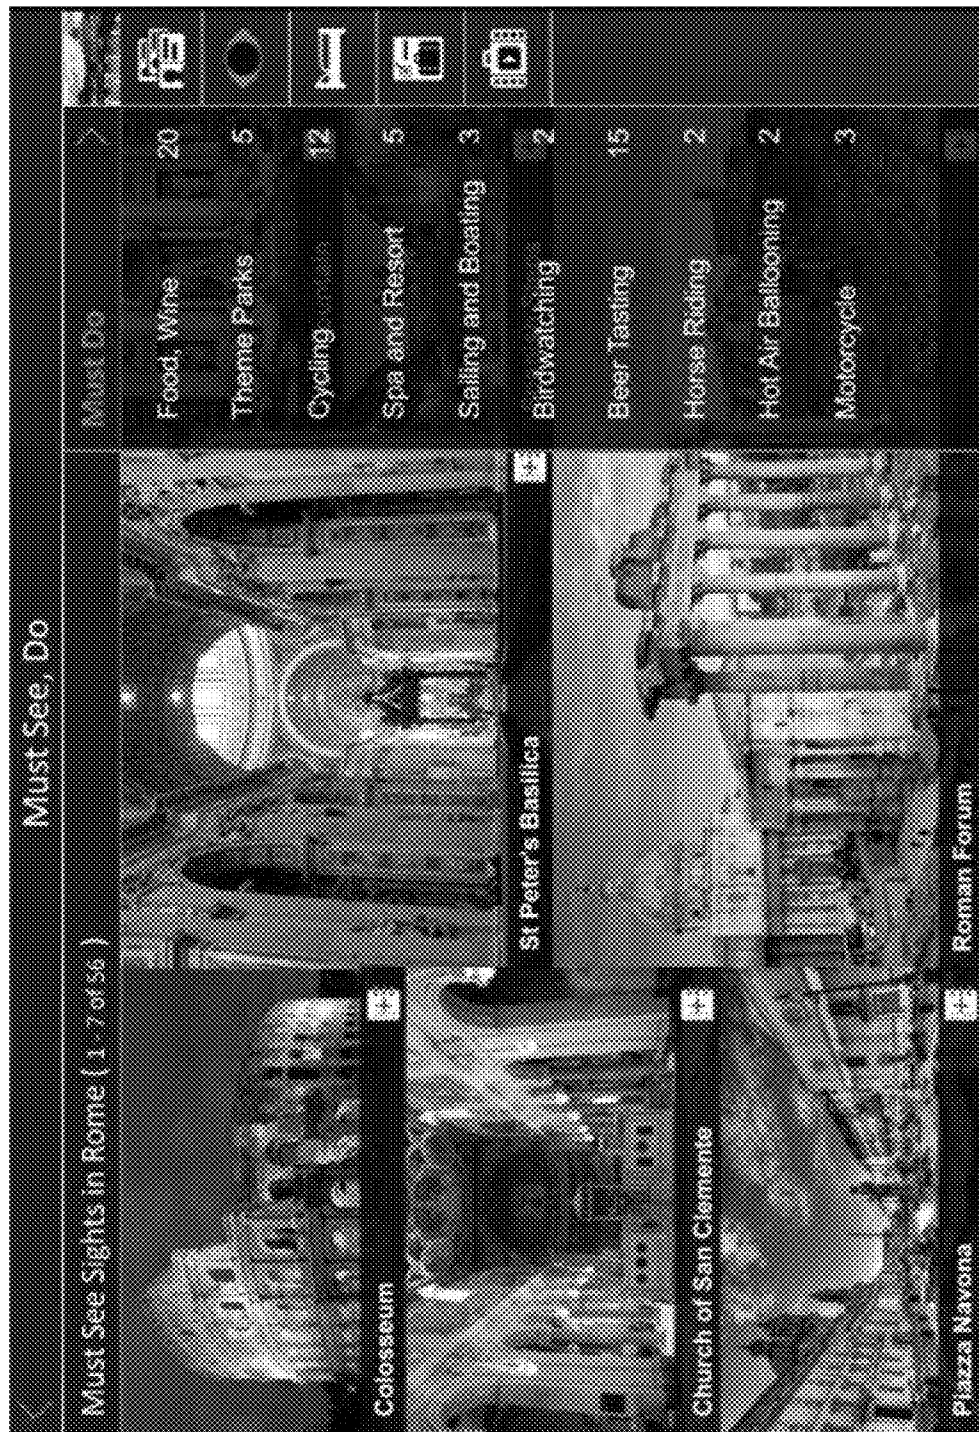 Must See, Do
Must See Sights in Rome ( 1 - 7 of 56 )
Colosseum
Church of San Clemente
Piazza Navona
St Peter's Basilica
Roman Forum
Must Do
Food, Wine 20
Theme Parks 5
Cycling 12
Spa and Resort 5
Sailing and Boating 3
Birdwatching 2
Beer Tasting 15
Horse Riding 2
Hot Air Ballooning 2
Motorcycle 3